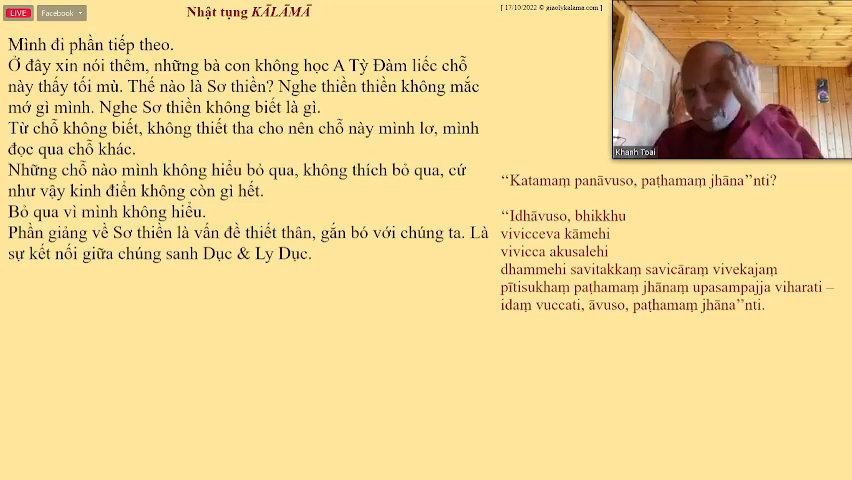 LIVE
Facebook
Nhật tụng KĀLĀMĀ
[ 17/10/2022 © giaolykalama.com ]
Mình đi phần tiếp theo.
Ở đây xin nói thêm, những bà con không học A Tỳ Đàm liếc chỗ
này thấy tối mù. Thế nào là Sơ thiền? Nghe thiền thiền không mắc
mớ gì mình. Nghe Sơ thiền không biết là gì.
Từ chỗ không biết, không thiết tha cho nên chỗ này mình lơ, mình
đọc qua chỗ khác.
Những chỗ nào mình không hiểu bỏ qua, không thích bỏ qua, cứ
như vậy kinh điển không còn gì hết.
Bỏ qua vì mình không hiểu.
Phần giảng về Sơ thiền là vấn đề thiết thân, gắn bó với chúng ta. Là
sự kết nối giữa chúng sanh Dục & Ly Dục.
Khanh Toai
“Katamaṃ panāvuso, paṭhamaṃ jhāna’’nti?
“Idhāvuso, bhikkhu
vivicceva kāmehi
vivicca akusalehi
dhammehi savitakkaṃ savicāraṃ vivekajaṃ
pītisukhaṃ paṭhamaṃ jhānaṃ upasampajja viharati –
idaṃ vuccati, āvuso, paṭhamaṃ jhāna’’nti.